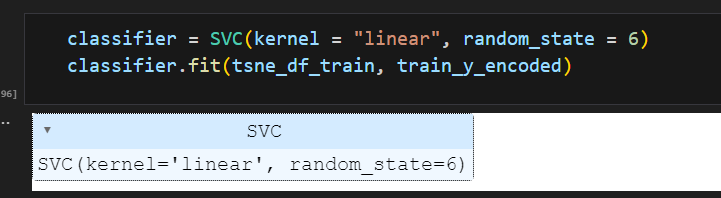 classifier = SVC(kernel = "linear", random_state = 6)
classifier.fit(tsne_df_train, train_y_encoded)
96]
..
▾ SVC
SVC(kernel='linear', random_state=6)